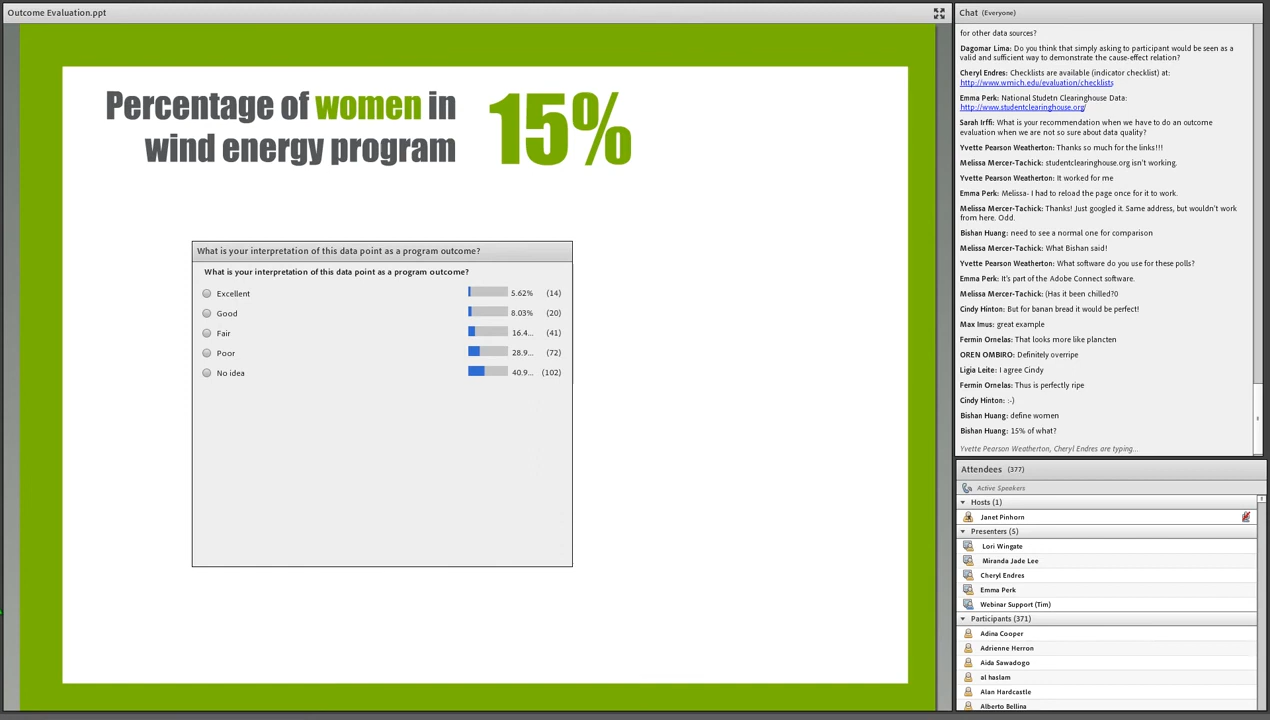 Outcome Evaluation.ppt
Percentage of women in
wind energy program
15%
What is your interpretation of this data point as a program outcome?
What is your interpretation of this data point as a program outcome?
Excellent 5.62% (14)
Good 8.03% (20)
Fair 16.4... (41)
Poor 28.9... (72)
No idea 40.9... (102)
Chat (Everyone)
for other data sources?
Dagomar Lima: Do you think that simply asking to participant would be seen as a
valid and sufficient way to demonstrate the cause-effect relation?
Cheryl Endres: Checklists are available (indicator checklist) at:
http://www.wmich.edu/evaluation/checklists
Emma Perk: National Studetn Clearinghouse Data:
http://www.studentclearinghouse.org/
Sarah Irffi: What is your recommendation when we have to do an outcome
evaluation when we are not so sure about data quality?
Yvette Pearson Weatherton: Thanks so much for the links!!!
Melissa Mercer-Tachick: studentclearinghouse.org isn't working.
Yvette Pearson Weatherton: It worked for me
Emma Perk: Melissa- I had to reload the page once for it to work.
Melissa Mercer-Tachick: Thanks! Just googled it. Same address, but wouldn't work
from here. Odd.
Bishan Huang: need to see a normal one for comparison
Melissa Mercer-Tachick: What Bishan said!
Yvette Pearson Weatherton: What software do you use for these polls?
Emma Perk: It's part of the Adobe Connect software.
Melissa Mercer-Tachick: (Has it been chilled?0
Cindy Hinton: But for banan bread it would be perfect!
Max Imus: great example
Fermin Ornelas: That looks more like plancten
OREN OMBIRO: Definitely overripe
Ligia Leite: I agree Cindy
Fermin Ornelas: Thus is perfectly ripe
Cindy Hinton: :-)
Bishan Huang: define women
Bishan Huang: 15% of what?
Yvette Pearson Weatherton, Cheryl Endres are typing...
Attendees (377)
Active Speakers
Hosts (1)
Janet Pinhorn
Presenters (5)
Lori Wingate
Miranda Jade Lee
Cheryl Endres
Emma Perk
Webinar Support (Tim)
Participants (371)
Adina Cooper
Adrienne Herron
Aida Sawadogo
al haslam
Alan Hardcastle
Alberto Bellina